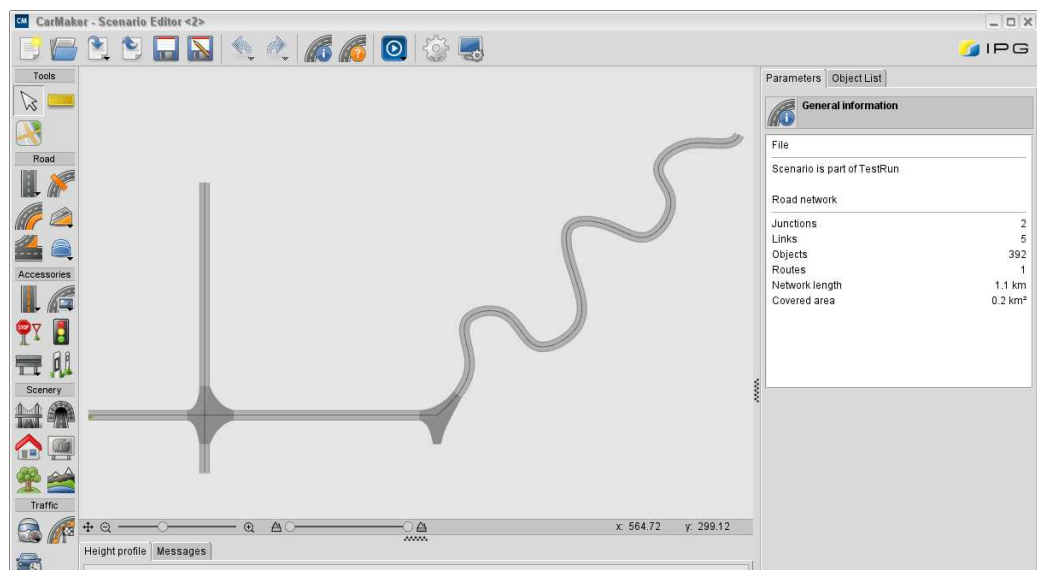 CM CarMaker - Scenario Editor <2>
IPG
Tools
Parameters Object List
General information
File
Scenario is part of TestRun
Road network
Junctions 2
Links 5
Objects 392
Routes 1
Network length 1.1 km
Covered area 0.2 km²
Road
Accessories
STOP
Scenery
Traffic
x: 564.72 y: 299.12
Height profile Messages